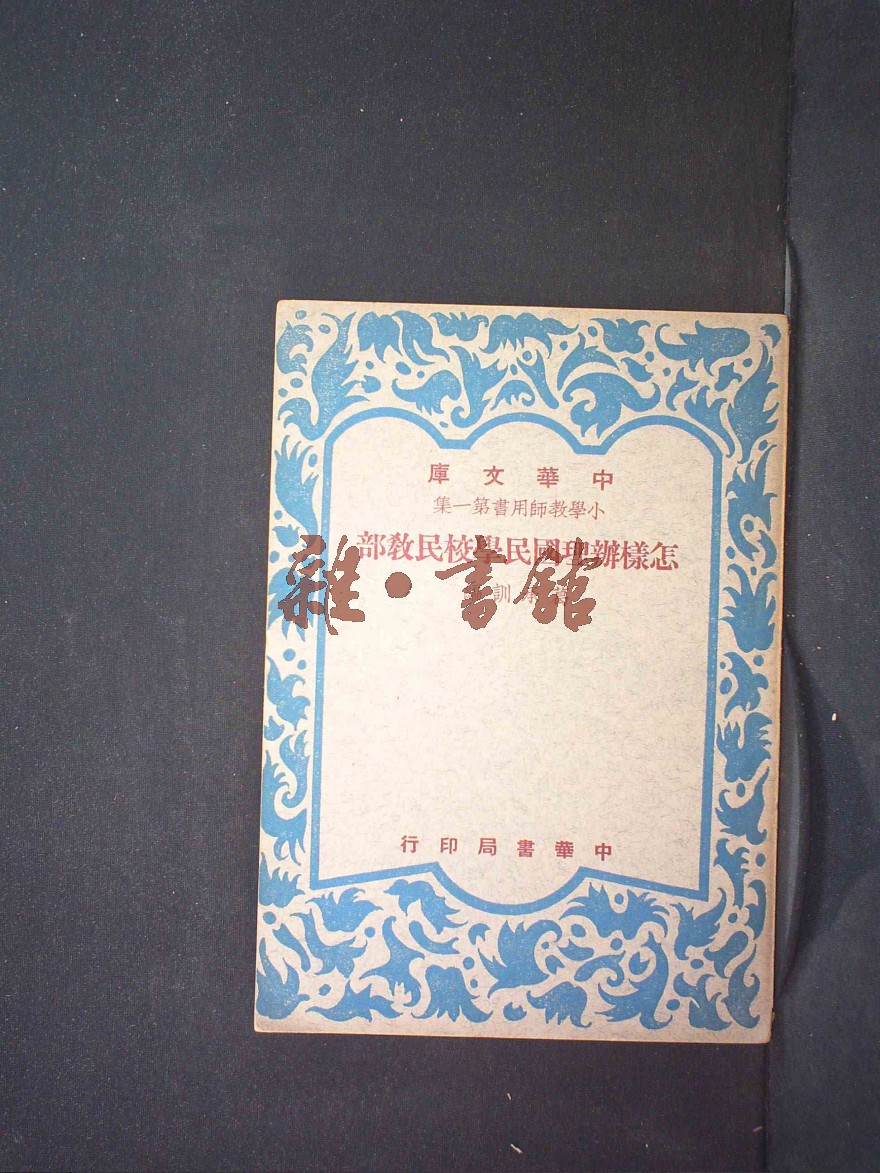 中華文庫
小學教師用書第一集
怎樣辦理國民學校民教部
訓
中華書局印行
雜·書館